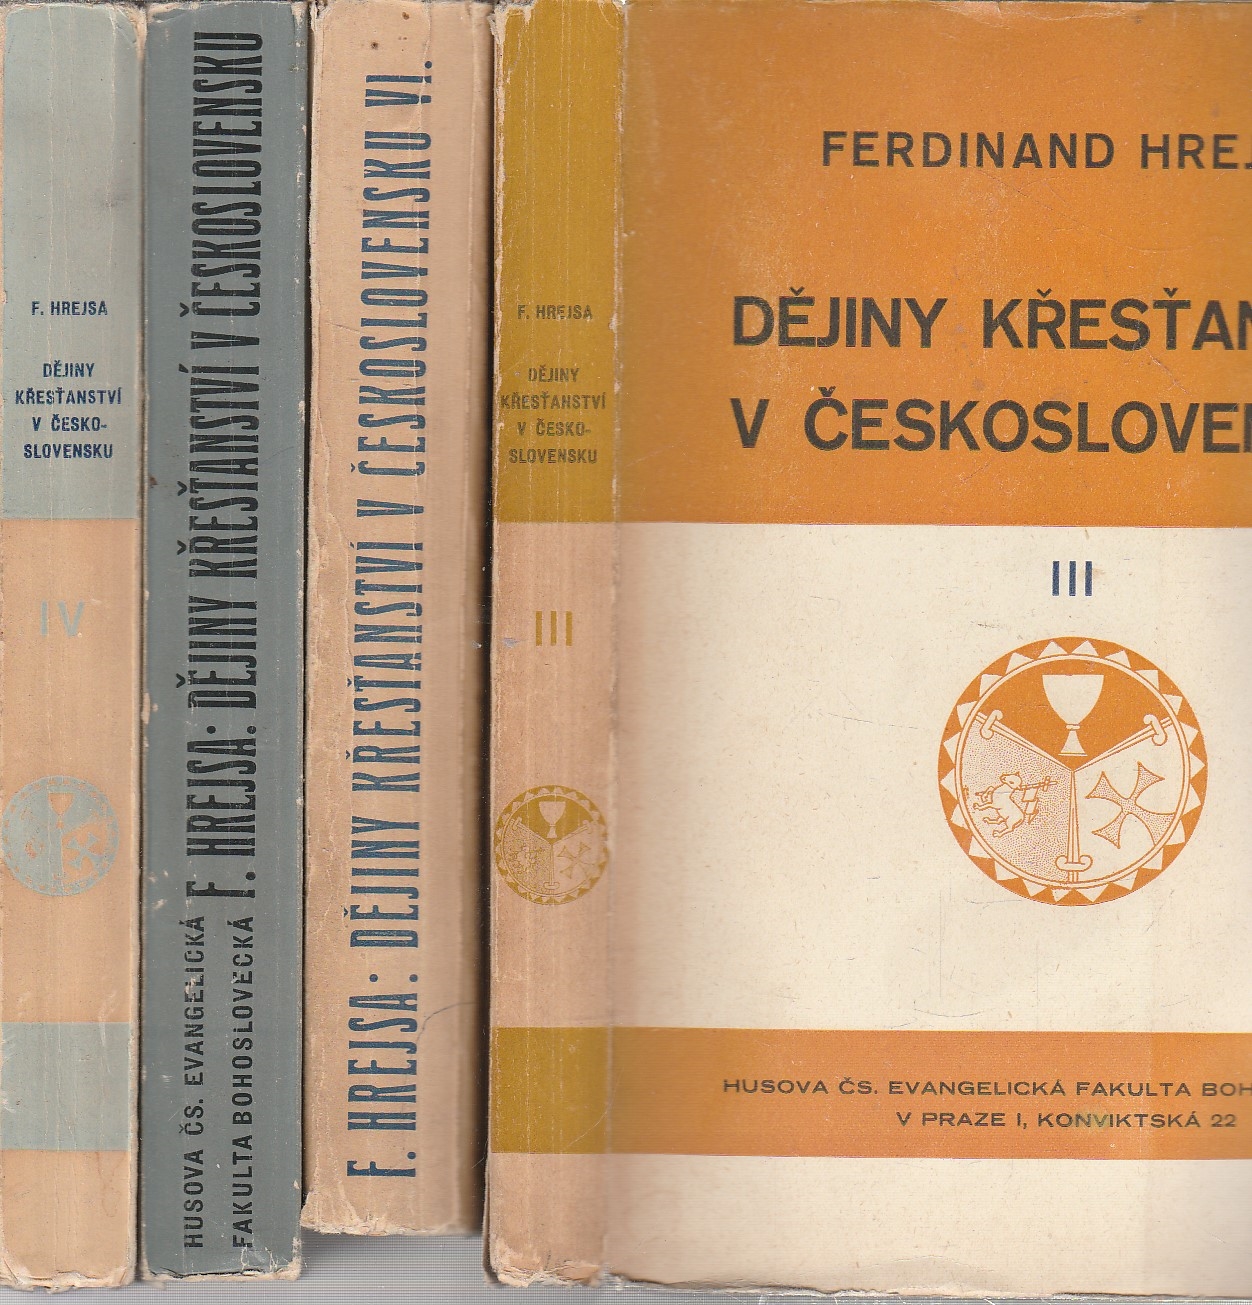 F. HREJSA
DĚJINY
KŘESŤANSTVÍ
V ČESKO-
SLOVENSKU
IV
HUSOVA ČS. EVANGELICKÁ
FAKULTA BOHOSLOVECKÁ
F. HREJSA: DĚJINY KŘESŤANSTVÍ V ČESKOSLOVENSKU
F. HREJSA: DĚJINY KŘESŤANSTVÍ V ČESKOSLOVENSKU VI.
F. HREJSA
DĚJINY
KŘESŤANSTVÍ
V ČESKO-
SLOVENSKU
III
FERDINAND HREJ
DĚJINY KŘESŤAN
V ČESKOSLOVEN
III
HUSOVA ČS. EVANGELICKÁ FAKULTA BOH
V PRAZE I, KONVIKTSKÁ 22